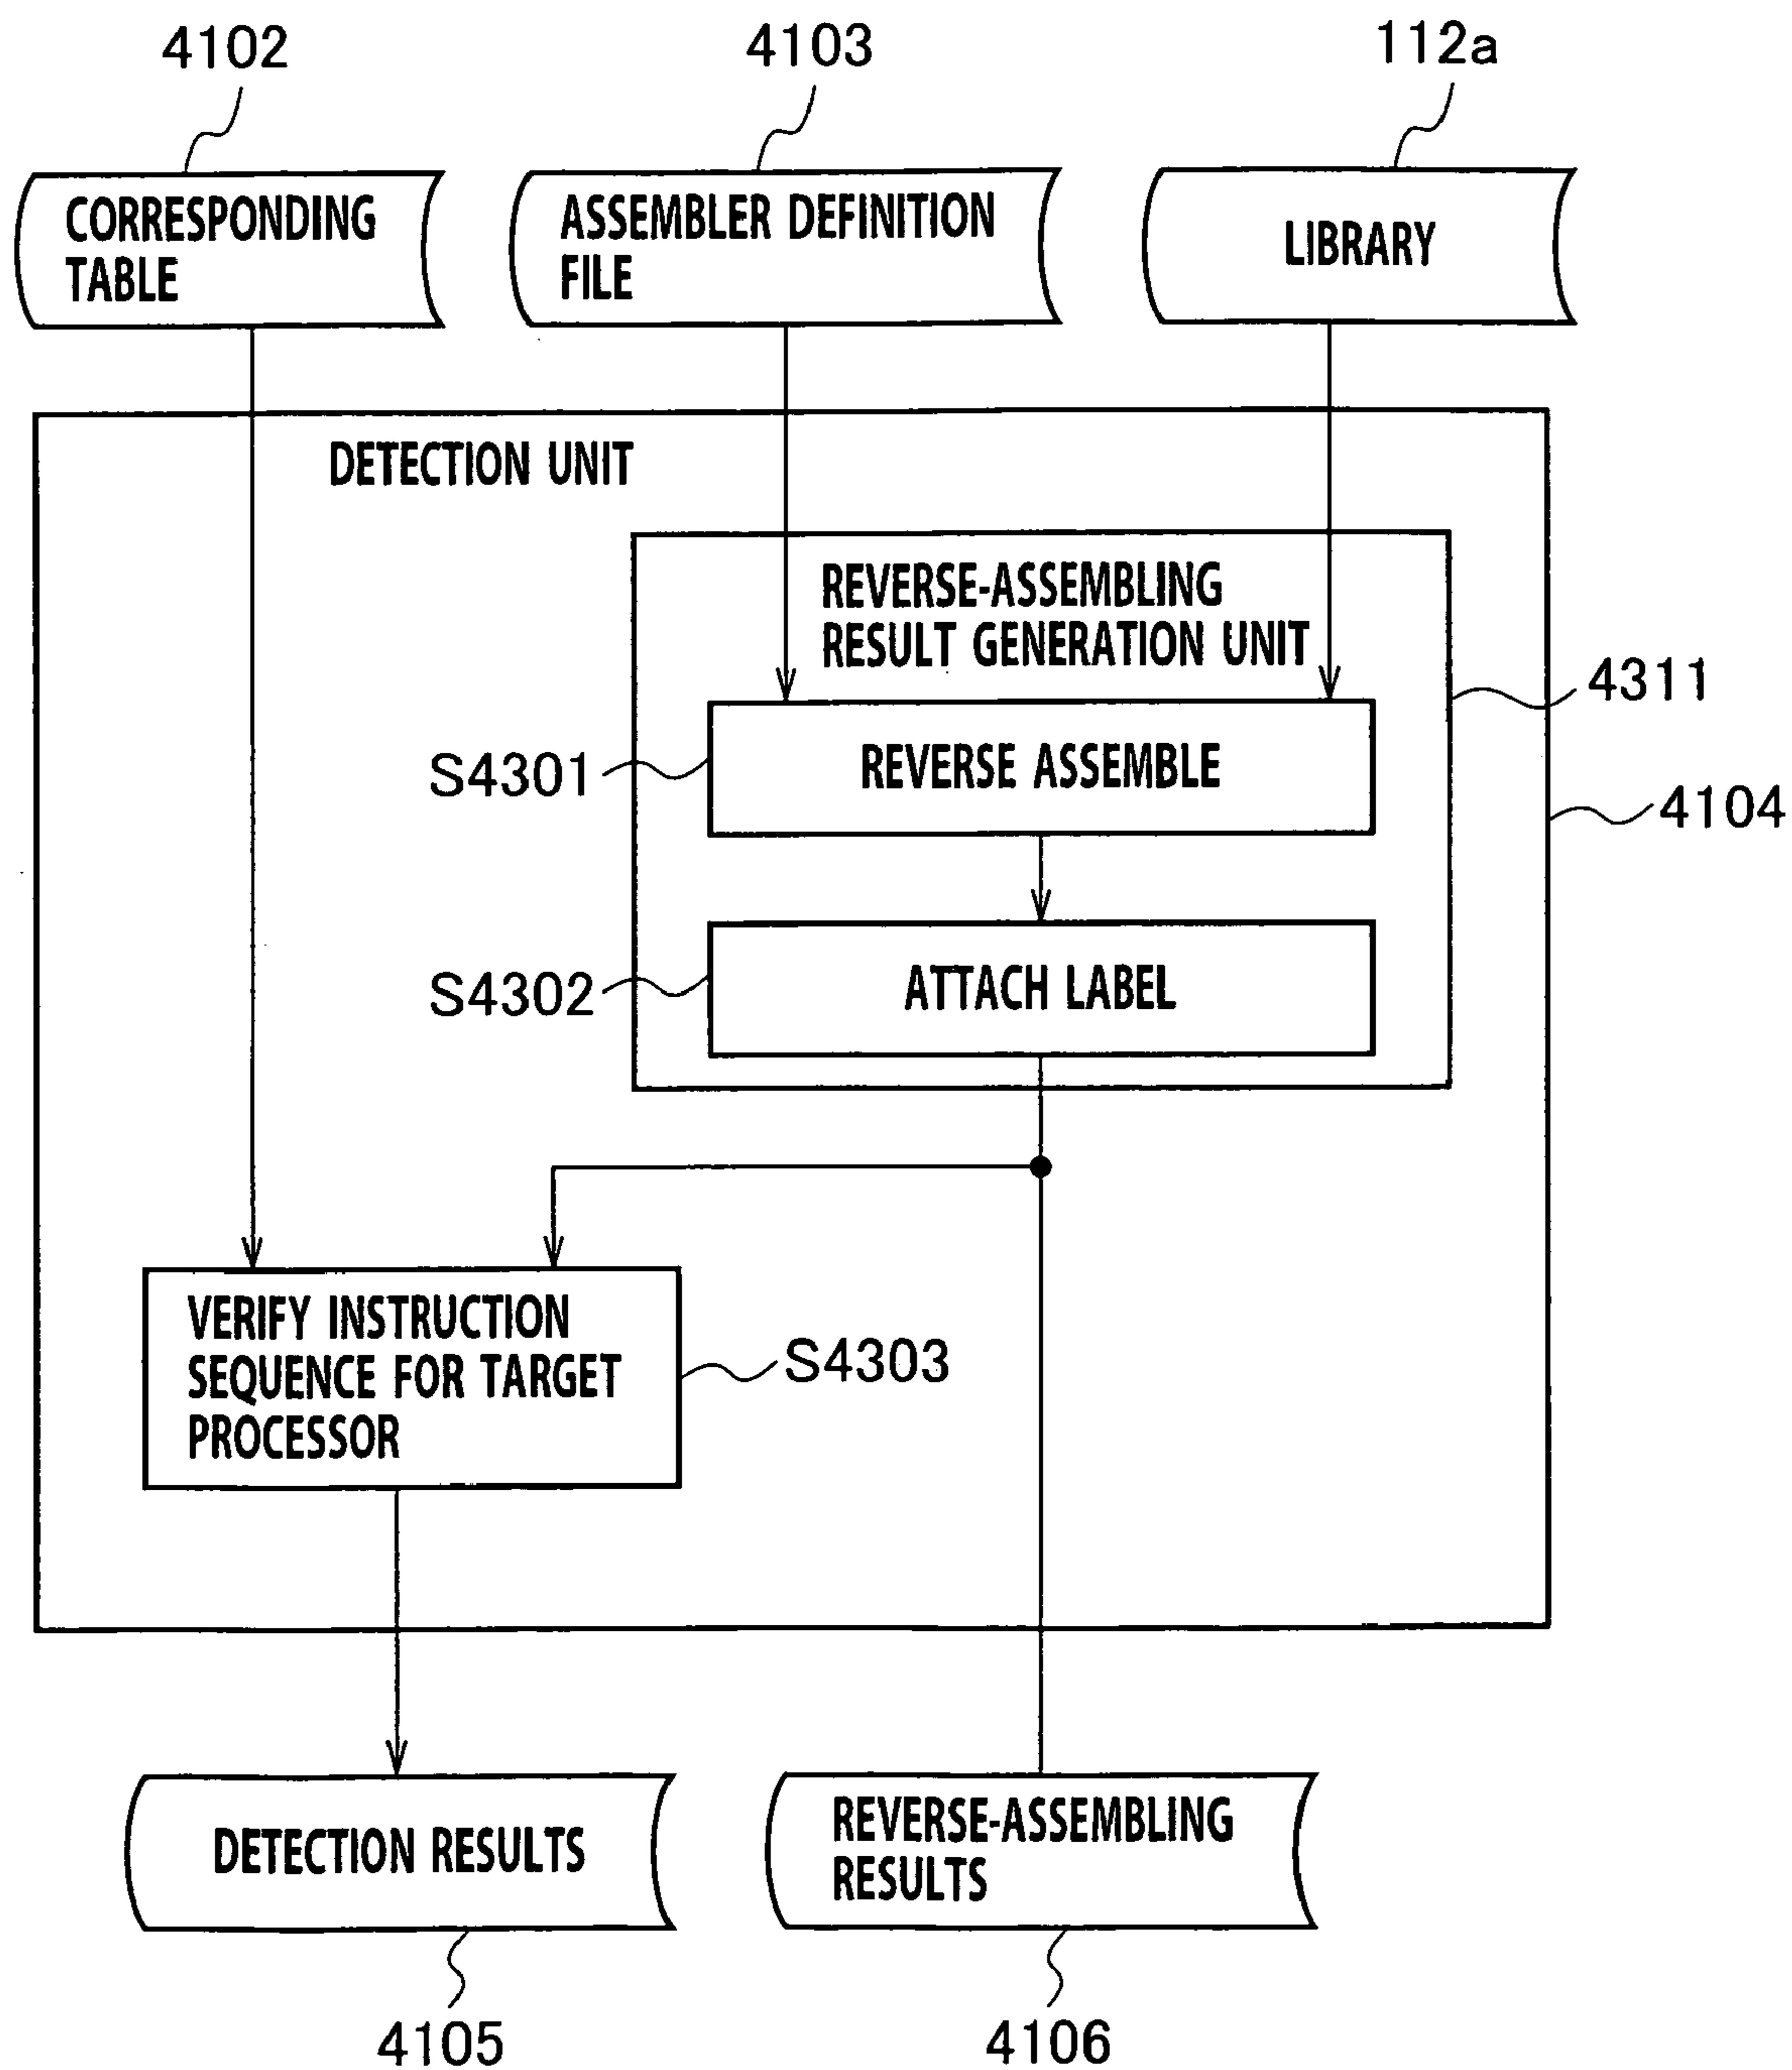 4102
4103
112a
CORRESPONDING
TABLE
ASSEMBLER DEFINITION
FILE
LIBRARY
DETECTION UNIT
REVERSE-ASSEMBLING
RESULT GENERATION UNIT
4311
S4301
REVERSE ASSEMBLE
4104
S4302
ATTACH LABEL
VERIFY INSTRUCTION
SEQUENCE FOR TARGET
PROCESSOR
S4303
DETECTION RESULTS
REVERSE-ASSEMBLING
RESULTS
4105
4106